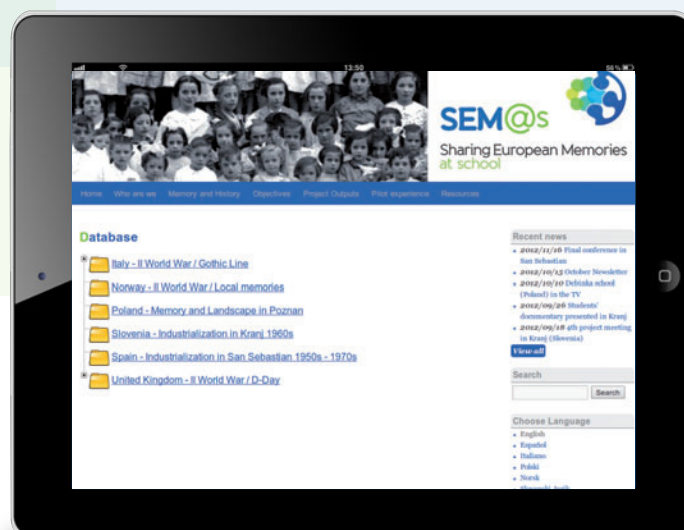 13:50
56%
SEM@s
Sharing European Memories
at school
Home Who are we Memory and History Objectives Project Outputs Pilot experience Resources
Database
Italy - II World War / Gothic Line
Norway - II World War / Local memories
Poland - Memory and Landscape in Poznan
Slovenia - Industrialization in Kranj 1960s
Spain - Industrialization in San Sebastian 1950s - 1970s
United Kingdom - II World War / D-Day
Recent news
2012/11/16 Final conference in
San Sebastian
2012/10/15 October Newsletter
2012/10/10 Debinka school
(Poland) in the TV
2012/09/26 Students'
documentary presented in Kranj
2012/09/18 4th project meeting
in Kranj (Slovenia)
View all
Search
Search
Choose Language
English
Español
Italiano
Polski
Norsk